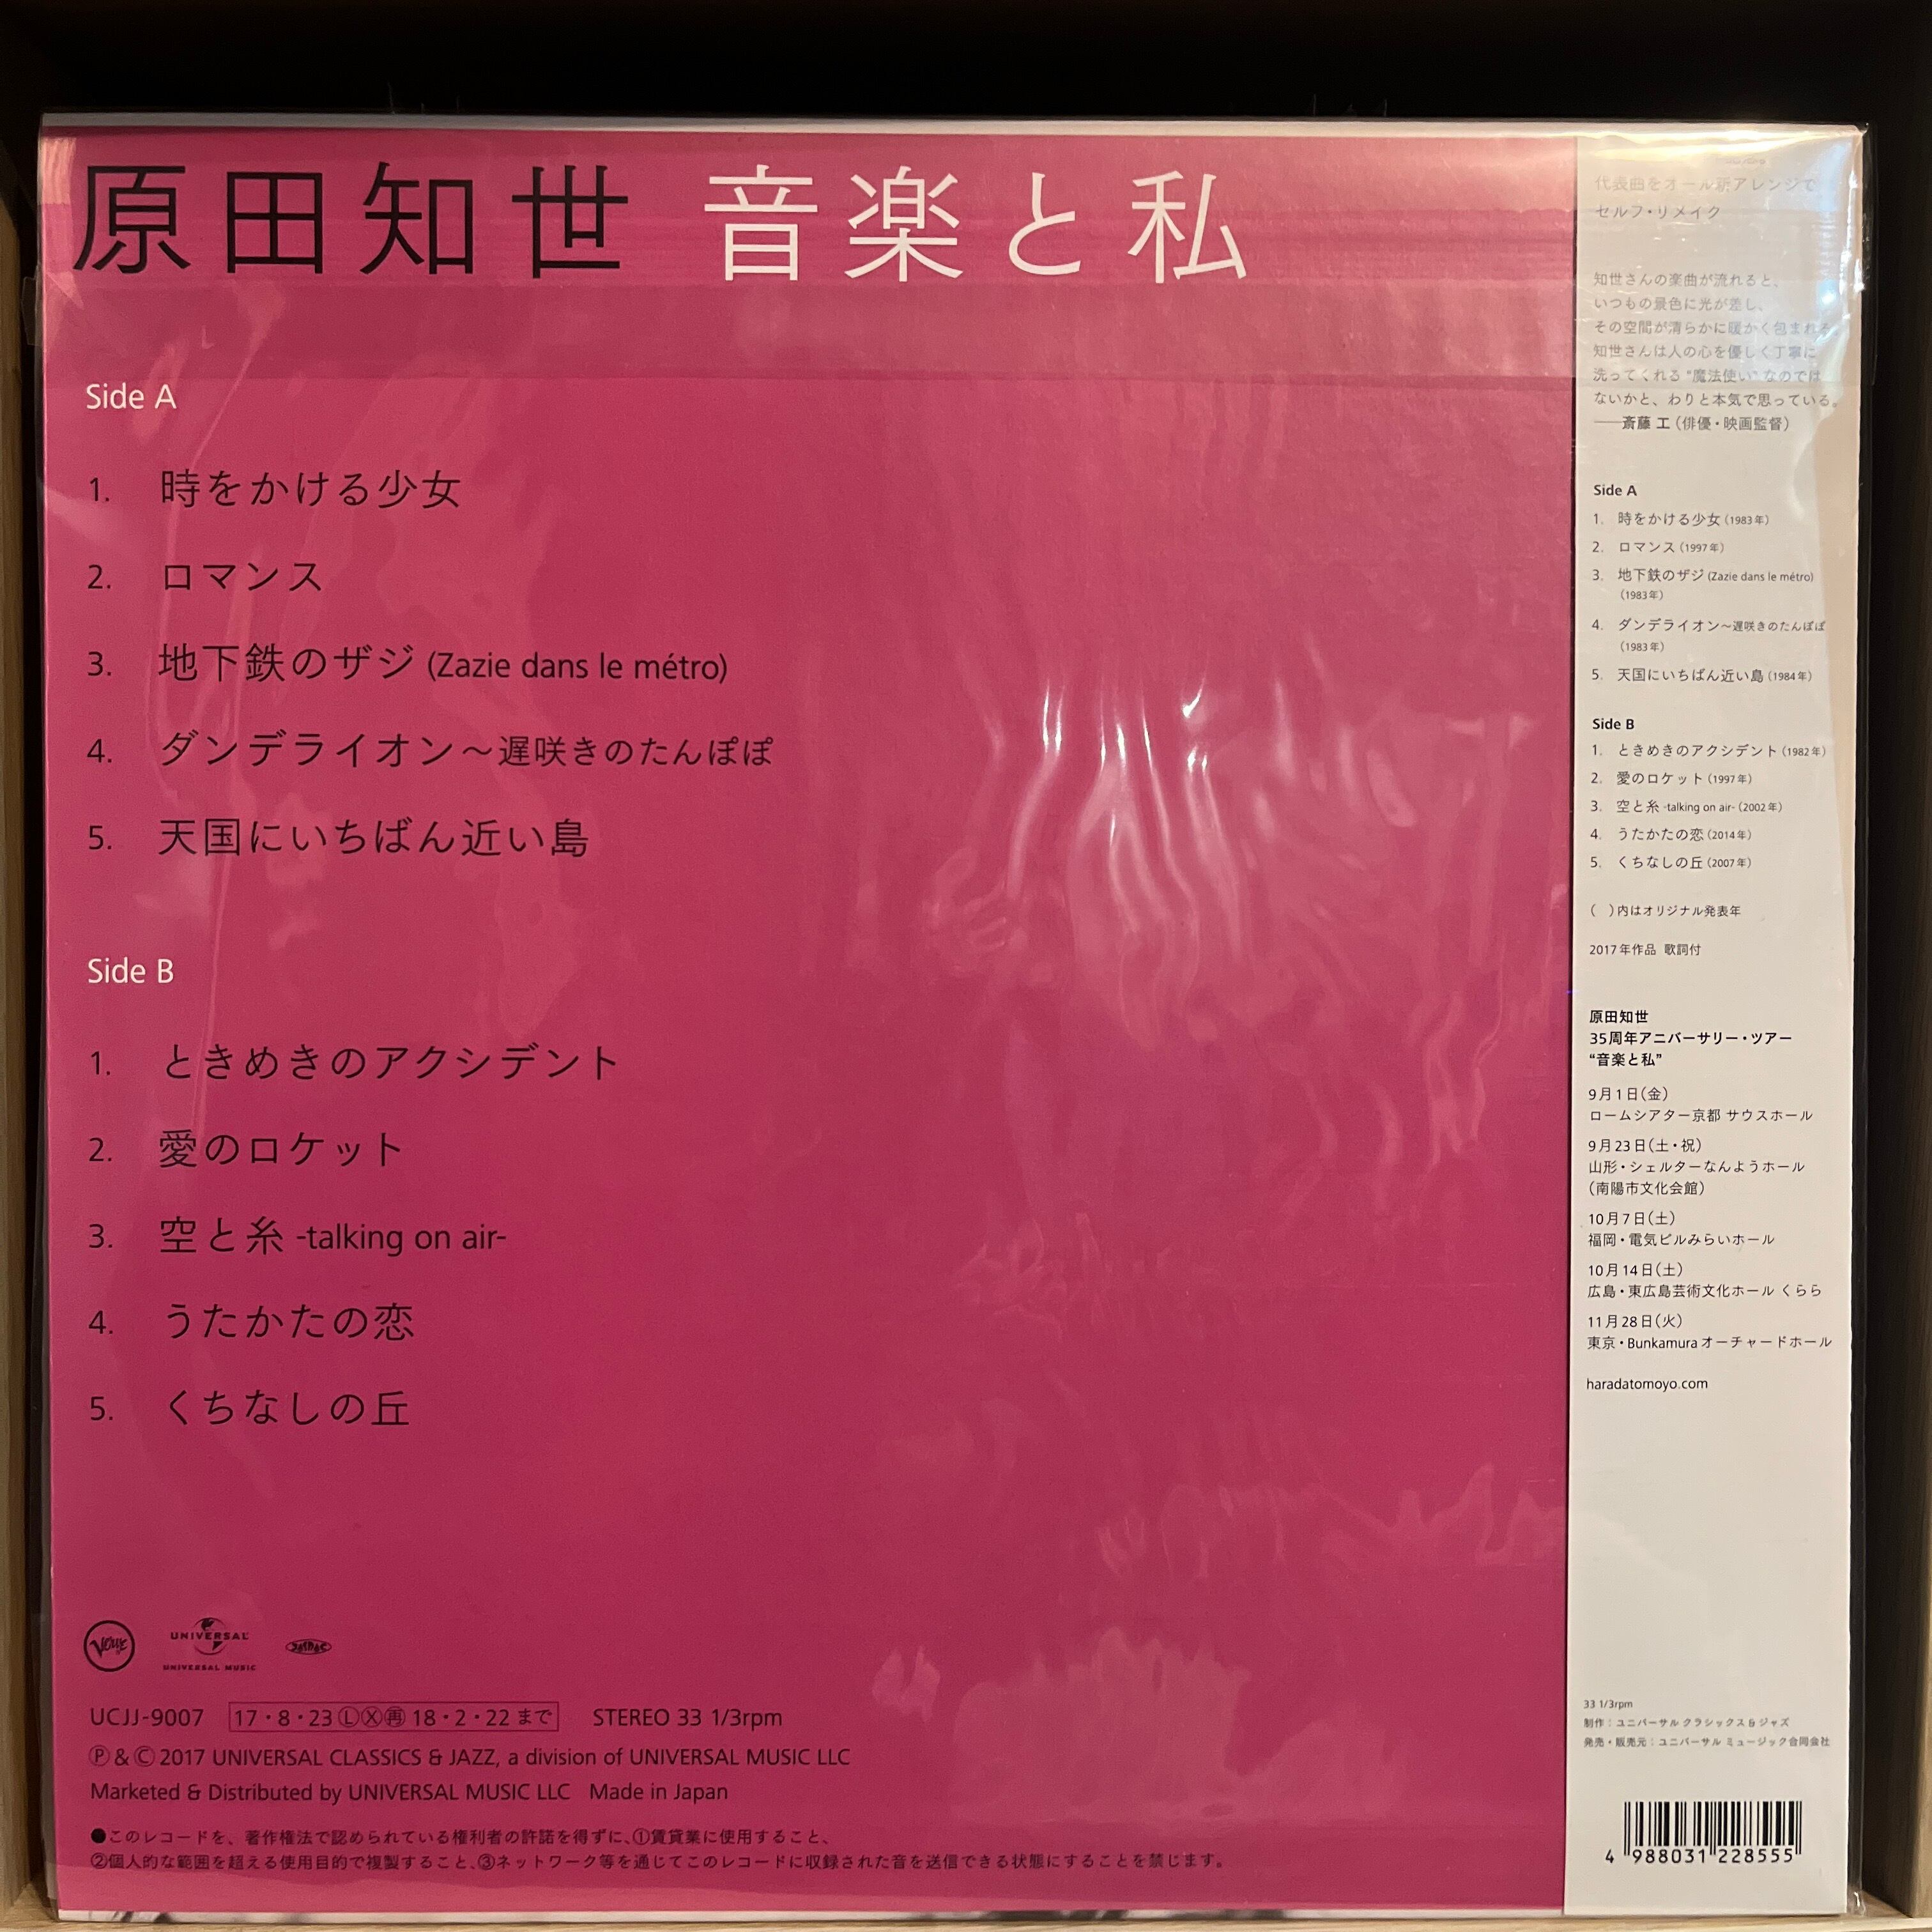 原田知世 音楽と私
Side A
1. 時をかける少女
2. ロマンス
3. 地下鉄のザジ (Zazie dans le métro)
4. ダンデライオン〜遅咲きのたんぽぽ
5. 天国にいちばん近い島
Side B
1. ときめきのアクシデント
2. 愛のロケット
3. 空と糸 -talking on air-
4. うたかたの恋
5. くちなしの丘
Verve
UNIVERSAL
UNIVERSAL MUSIC
JASRAC
UCJJ-9007 17・8・23 Ⓛ Ⓧ ㊢ 18・2・22 まで STEREO 33 1/3rpm
Ⓟ & Ⓒ 2017 UNIVERSAL CLASSICS & JAZZ, a division of UNIVERSAL MUSIC LLC
Marketed & Distributed by UNIVERSAL MUSIC LLC Made in Japan
●このレコードを、著作権法で認められている権利者の許諾を得ずに、①賃貸業に使用すること、
②個人的な範囲を超える使用目的で複製すること、③ネットワーク等を通じてこのレコードに収録された音を送信できる状態にすることを禁じます。
代表曲をオール新アレンジで
セルフ・リメイク
知世さんの楽曲が流れると、
いつもの景色に光が差し、
その空間が清らかに暖かく包まれる。
知世さんは人の心を優しく丁寧に
洗ってくれる“魔法使い”なのでは
ないかと、わりと本気で思っている。
──斎藤 工（俳優・映画監督）
Side A
1. 時をかける少女（1983年）
2. ロマンス（1997年）
3. 地下鉄のザジ (Zazie dans le métro)
（1983年）
4. ダンデライオン〜遅咲きのたんぽぽ
（1983年）
5. 天国にいちばん近い島（1984年）
Side B
1. ときめきのアクシデント（1982年）
2. 愛のロケット（1997年）
3. 空と糸 -talking on air-（2002年）
4. うたかたの恋（2014年）
5. くちなしの丘（2007年）
（ ）内はオリジナル発表年
2017年作品 歌詞付
原田知世
35周年アニバーサリー・ツアー
“音楽と私”
9月1日（金）
ロームシアター京都 サウスホール
9月23日（土・祝）
山形・シェルターなんようホール
（南陽市文化会館）
10月7日（土）
福岡・電気ビルみらいホール
10月14日（土）
広島・東広島芸術文化ホール くらら
11月28日（火）
東京・Bunkamura オーチャードホール
haradatomoyo.com
33 1/3rpm
制作：ユニバーサル クラシックス&ジャズ
発売・販売元：ユニバーサル ミュージック合同会社
4 988031 228555